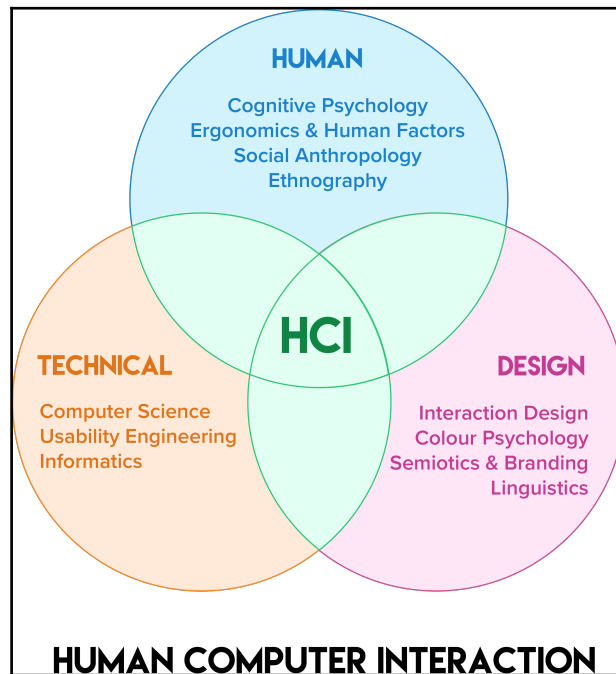 HUMAN
Cognitive Psychology
Ergonomics & Human Factors
Social Anthropology
Ethnography
HCI
TECHNICAL
Computer Science
Usability Engineering
Informatics
DESIGN
Interaction Design
Colour Psychology
Semiotics & Branding
Linguistics
HUMAN COMPUTER INTERACTION